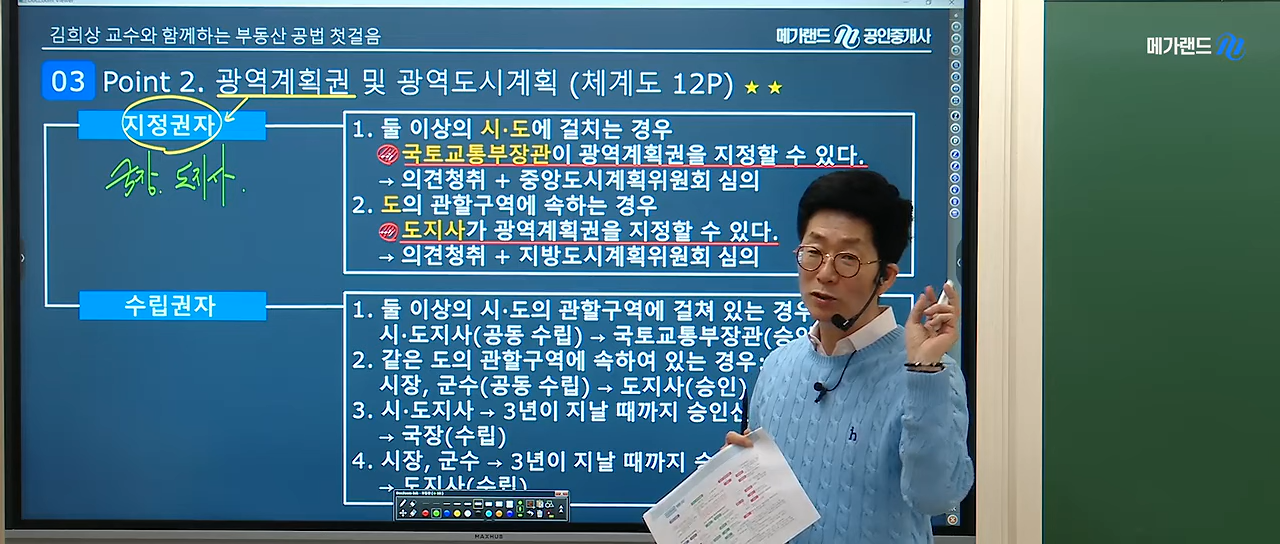 김희상 교수와 함께하는 부동산 공법 첫걸음
메가랜드 공인중개사
메가랜드
03 Point 2. 광역계획권 및 광역도시계획 (체계도 12P) ★★
지정권자
국장. 도지사.
1. 둘 이상의 시·도에 걸치는 경우
국토교통부장관이 광역계획권을 지정할 수 있다.
→ 의견청취 + 중앙도시계획위원회 심의
2. 도의 관할구역에 속하는 경우
도지사가 광역계획권을 지정할 수 있다.
→ 의견청취 + 지방도시계획위원회 심의
수립권자
1. 둘 이상의 시·도의 관할구역에 걸쳐 있는 경우
시·도지사(공동 수립) → 국토교통부장관(승인
2. 같은 도의 관할구역에 속하여 있는 경우
시장, 군수(공동 수립) → 도지사(승인)
3. 시·도지사 → 3년이 지날 때까지 승인신
→ 국장(수립)
4. 시장, 군수 → 3년이 지날 때까지
→ 도지사(수립)
MAXHUB